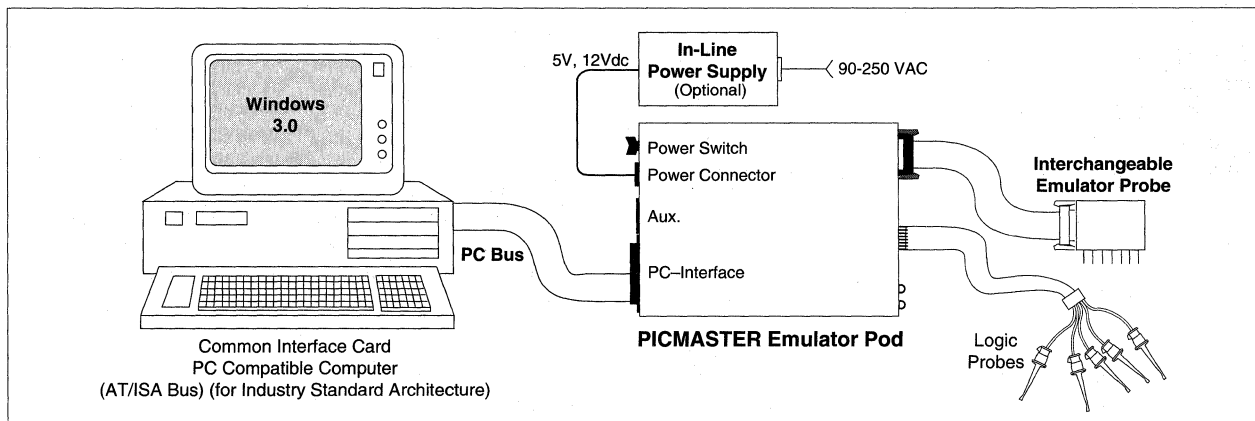 Windows
3.0
5V, 12Vdc
In-Line
Power Supply
(Optional)
90-250 VAC
Power Switch
Power Connector
Aux.
PC–Interface
PC Bus
Interchangeable
Emulator Probe
PICMASTER Emulator Pod
Logic
Probes
Common Interface Card
PC Compatible Computer
(AT/ISA Bus) (for Industry Standard Architecture)